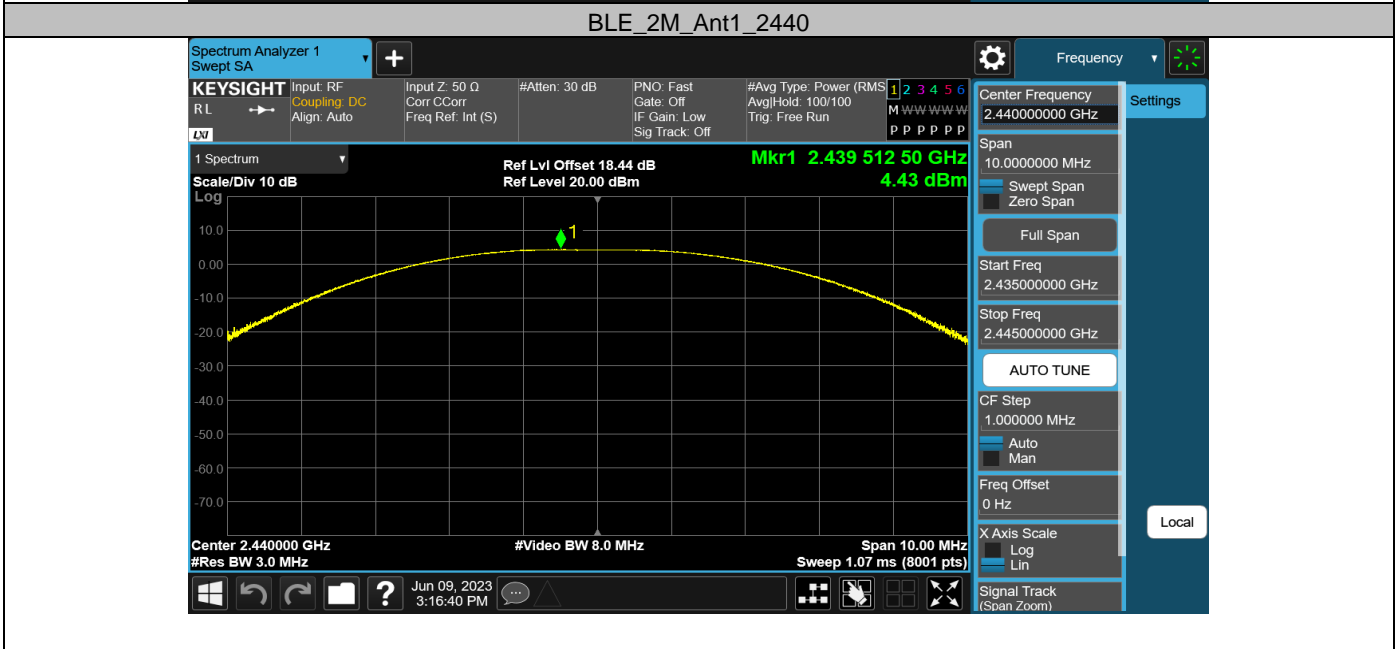 BLE_2M_Ant1_2440
Spectrum Analyzer 1
Swept SA
Frequency
KEYSIGHT
RL
LXI
Input: RF
Coupling: DC
Align: Auto
Input Z: 50 Ω
Corr CCorr
Freq Ref: Int (S)
#Atten: 30 dB
PNO: Fast
Gate: Off
IF Gain: Low
Sig Track: Off
#Avg Type: Power (RMS
Avg|Hold: 100/100
Trig: Free Run
1 2 3 4 5 6
M W W W W W
P P P P P P
1 Spectrum
Scale/Div 10 dB
Log
Ref Lvl Offset 18.44 dB
Ref Level 20.00 dBm
Mkr1 2.439 512 50 GHz
4.43 dBm
1
10.0
0.00
-10.0
-20.0
-30.0
-40.0
-50.0
-60.0
-70.0
Center 2.440000 GHz
#Res BW 3.0 MHz
#Video BW 8.0 MHz
Span 10.00 MHz
Sweep 1.07 ms (8001 pts)
?
Jun 09, 2023
3:16:40 PM
Center Frequency
2.440000000 GHz
Settings
Span
10.0000000 MHz
Swept Span
Zero Span
Full Span
Start Freq
2.435000000 GHz
Stop Freq
2.445000000 GHz
AUTO TUNE
CF Step
1.000000 MHz
Auto
Man
Freq Offset
0 Hz
X Axis Scale
Log
Lin
Local
Signal Track
(Span Zoom)